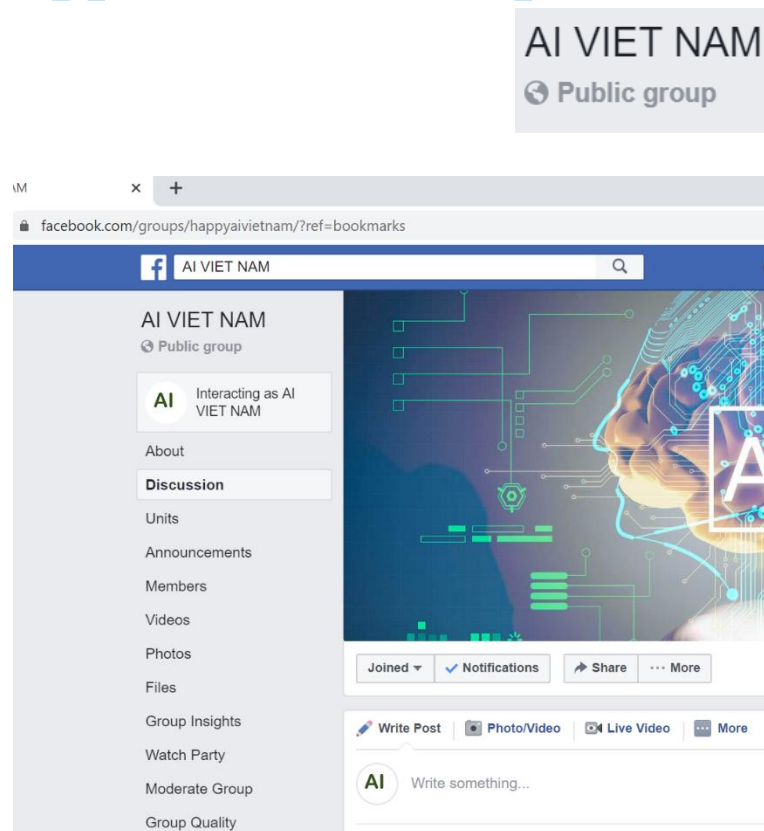 AI VIET NAM
Public group
facebook.com/groups/happyaivietnam/?ref=bookmarks
AI VIET NAM
AI VIET NAM
Public group
AI
Interacting as AI
VIET NAM
About
Discussion
Units
Announcements
Members
Videos
Photos
Files
Group Insights
Watch Party
Moderate Group
Group Quality
A
Joined
Notifications
Share
More
Write Post
Photo/Video
Live Video
More
AI
Write something...